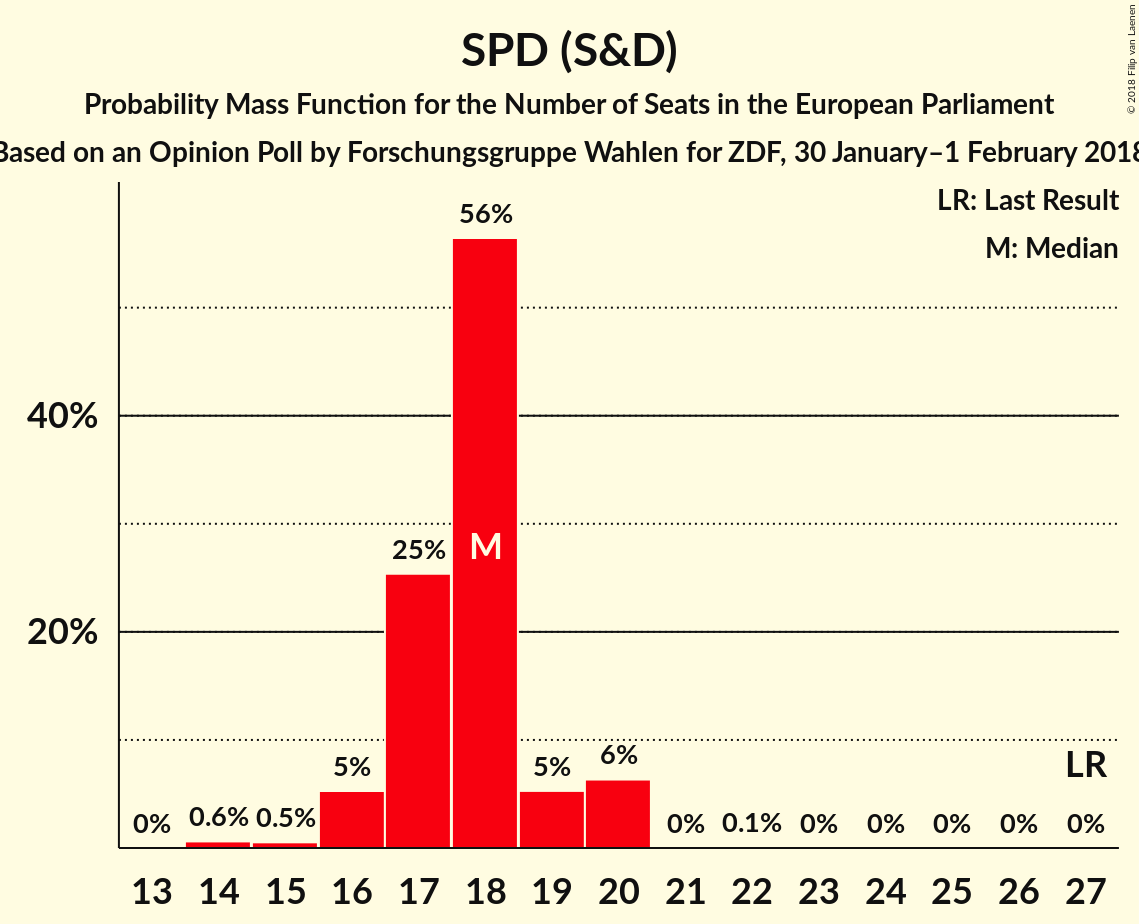 SPD (S&D)
Probability Mass Function for the Number of Seats in the European Parliament
Based on an Opinion Poll by Forschungsgruppe Wahlen for ZDF, 30 January–1 February 2018
© 2018 Filip van Laenen
LR: Last Result
M: Median
56%
40%
M
25%
20%
5%
5%
6%
LR
0%
0.6%
0.5%
0%
0.1%
0%
0%
0%
0%
0%
13 14 15 16 17 18 19 20 21 22 23 24 25 26 27